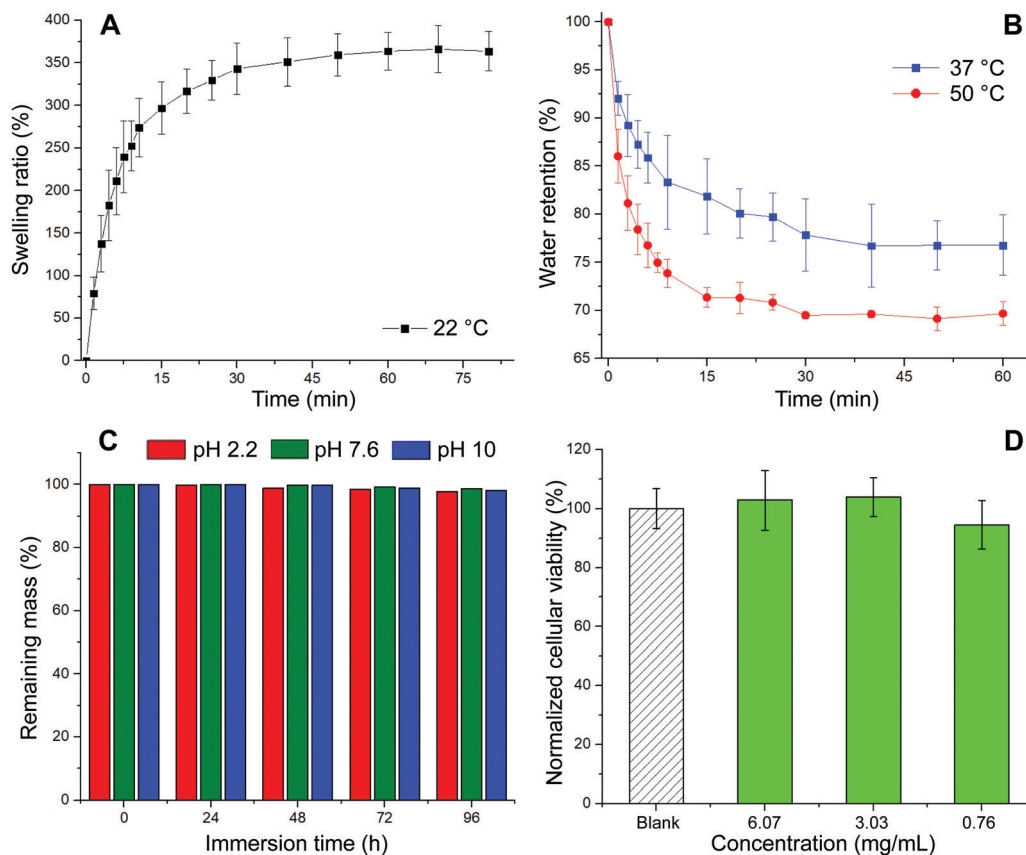 A
Swelling ratio (%)
400
350
300
250
200
150
100
50
0
22 °C
0 15 30 45 60 75
Time (min)
B
Water retention (%)
100
95
90
85
80
75
70
65
37 °C
50 °C
0 15 30 45 60
Time (min)
C
pH 2.2 pH 7.6 pH 10
Remaining mass (%)
100
80
60
40
20
0
0 24 48 72 96
Immersion time (h)
D
Normalized cellular viability (%)
120
100
80
60
40
20
0
Blank 6.07 3.03 0.76
Concentration (mg/mL)